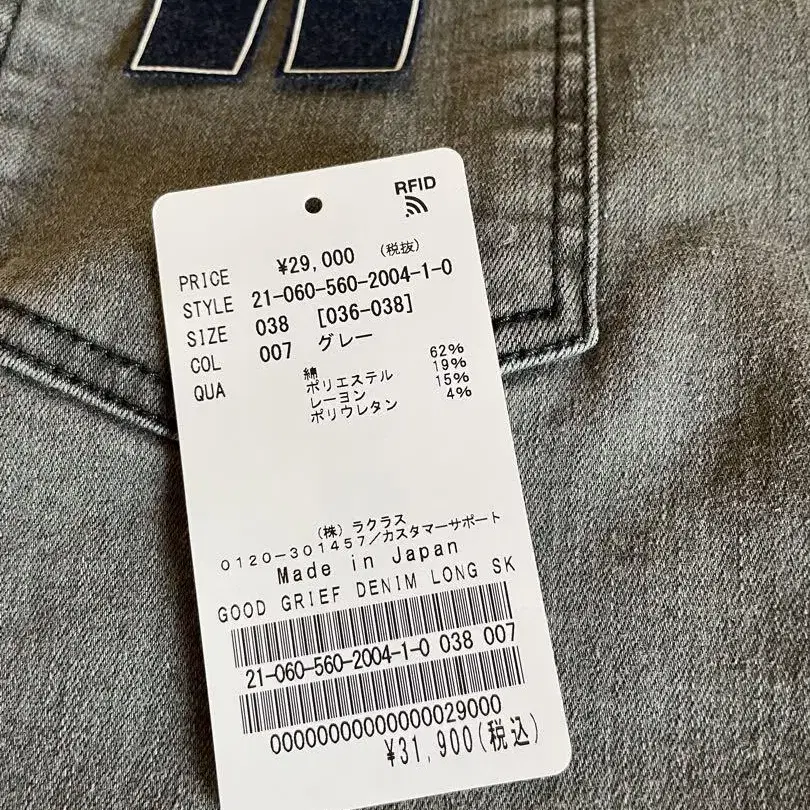 RFID
PRICE ¥29,000 (税抜)
STYLE 21-060-560-2004-1-0
SIZE 038 [036-038]
COL 007 グレー
QUA 綿 62%
ポリエステル 19%
レーヨン 15%
ポリウレタン 4%
(株) ラクラス
0120-301457/カスタマーサポート
Made in Japan
GOOD GRIEF DENIM LONG SK
21-060-560-2004-1-0 038 007
00000000000000029000
¥31,900(税込)